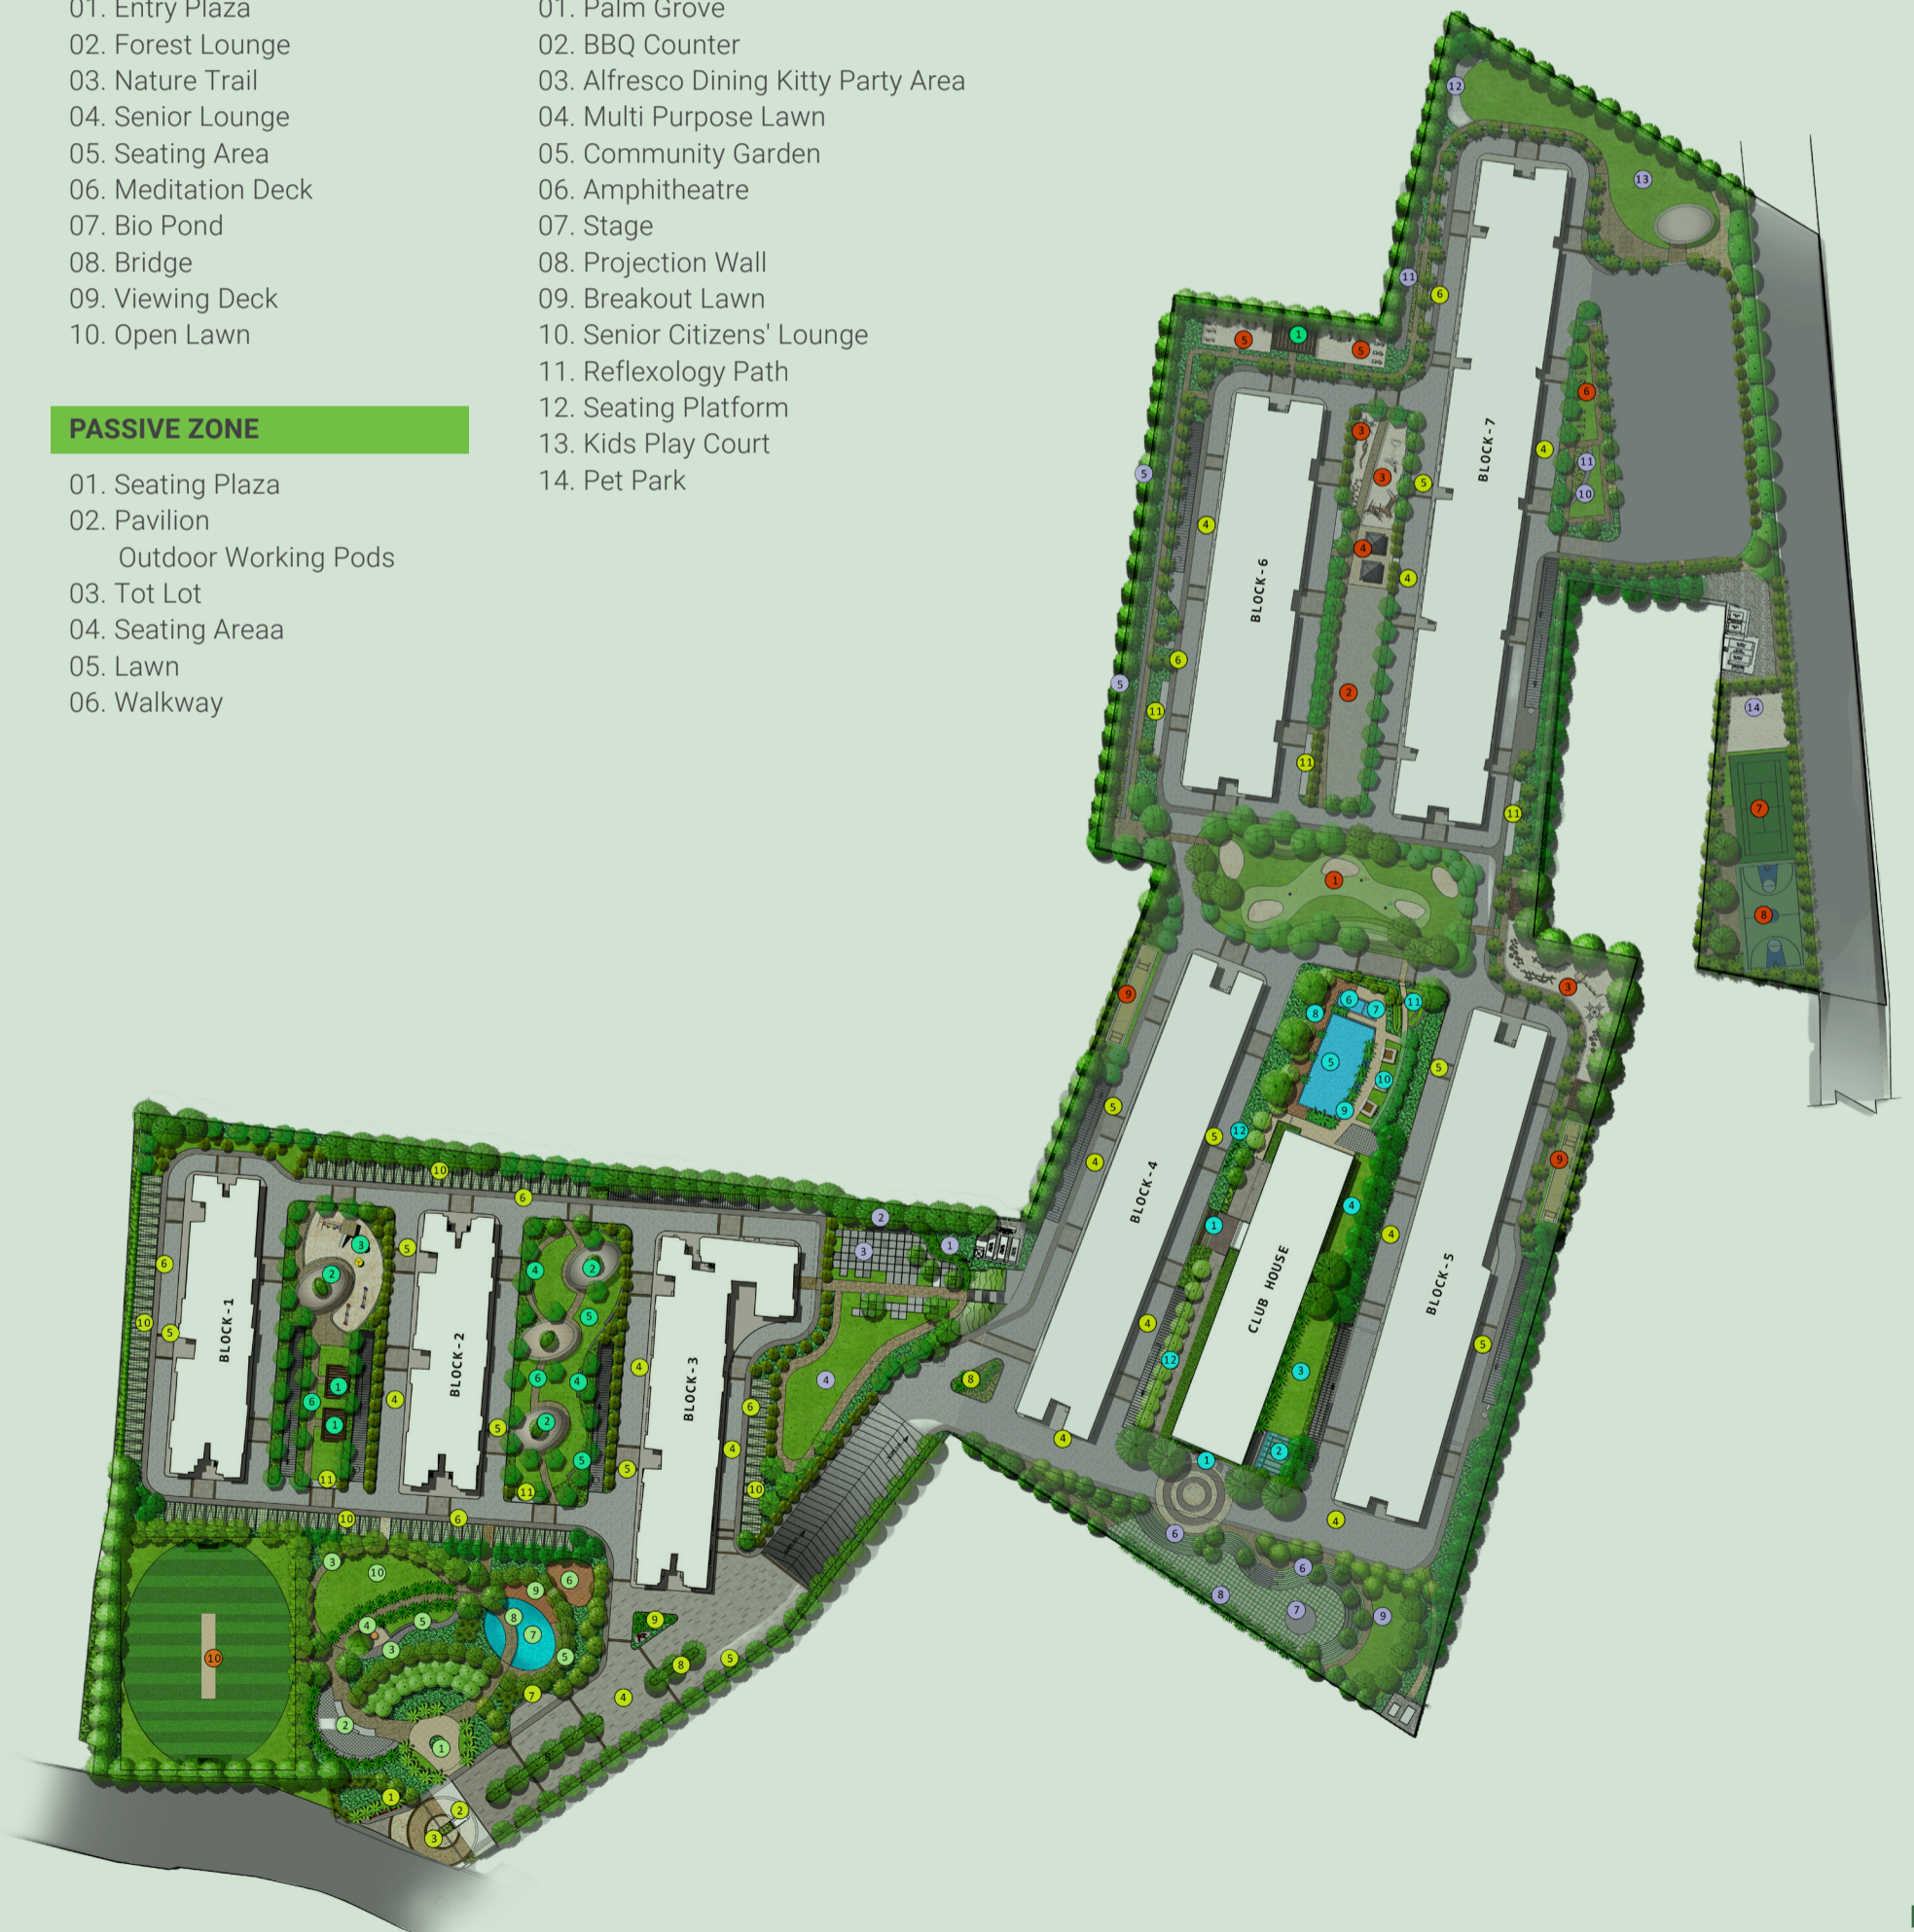 01. Entry Plaza
02. Forest Lounge
03. Nature Trail
04. Senior Lounge
05. Seating Area
06. Meditation Deck
07. Bio Pond
08. Bridge
09. Viewing Deck
10. Open Lawn
PASSIVE ZONE
01. Seating Plaza
02. Pavilion
Outdoor Working Pods
03. Tot Lot
04. Seating Areaa
05. Lawn
06. Walkway
01. Palm Grove
02. BBQ Counter
03. Alfresco Dining Kitty Party Area
04. Multi Purpose Lawn
05. Community Garden
06. Amphitheatre
07. Stage
08. Projection Wall
09. Breakout Lawn
10. Senior Citizens' Lounge
11. Reflexology Path
12. Seating Platform
13. Kids Play Court
14. Pet Park
BLOCK-7
BLOCK-6
BLOCK-4
CLUB HOUSE
BLOCK-5
BLOCK-1
BLOCK-2
BLOCK-3